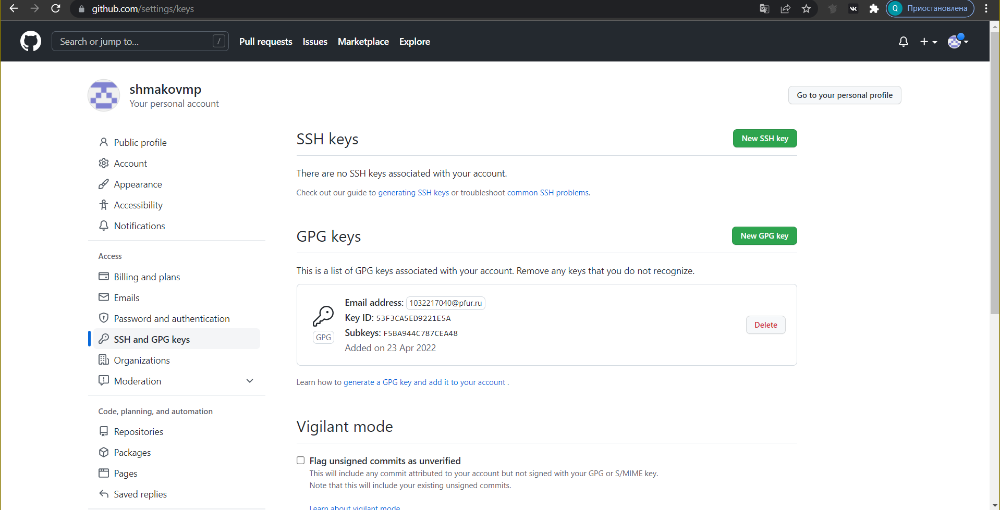 github.com/settings/keys
Q Приостановлена
Search or jump to... /
Pull requests Issues Marketplace Explore
shmakovmp
Your personal account
Go to your personal profile
Public profile
Account
Appearance
Accessibility
Notifications
Access
Billing and plans
Emails
Password and authentication
SSH and GPG keys
Organizations
Moderation
Code, planning, and automation
Repositories
Packages
Pages
Saved replies
SSH keys
New SSH key
There are no SSH keys associated with your account.
Check out our guide to generating SSH keys or troubleshoot common SSH problems.
GPG keys
New GPG key
This is a list of GPG keys associated with your account. Remove any keys that you do not recognize.
Email address: 1032217040@pfur.ru
Key ID: 53F3CA5ED9221E5A
Subkeys: F5BA944C787CEA48
Added on 23 Apr 2022
GPG
Delete
Learn how to generate a GPG key and add it to your account .
Vigilant mode
Flag unsigned commits as unverified
This will include any commit attributed to your account but not signed with your GPG or S/MIME key.
Note that this will include your existing unsigned commits.
Learn about vigilant mode